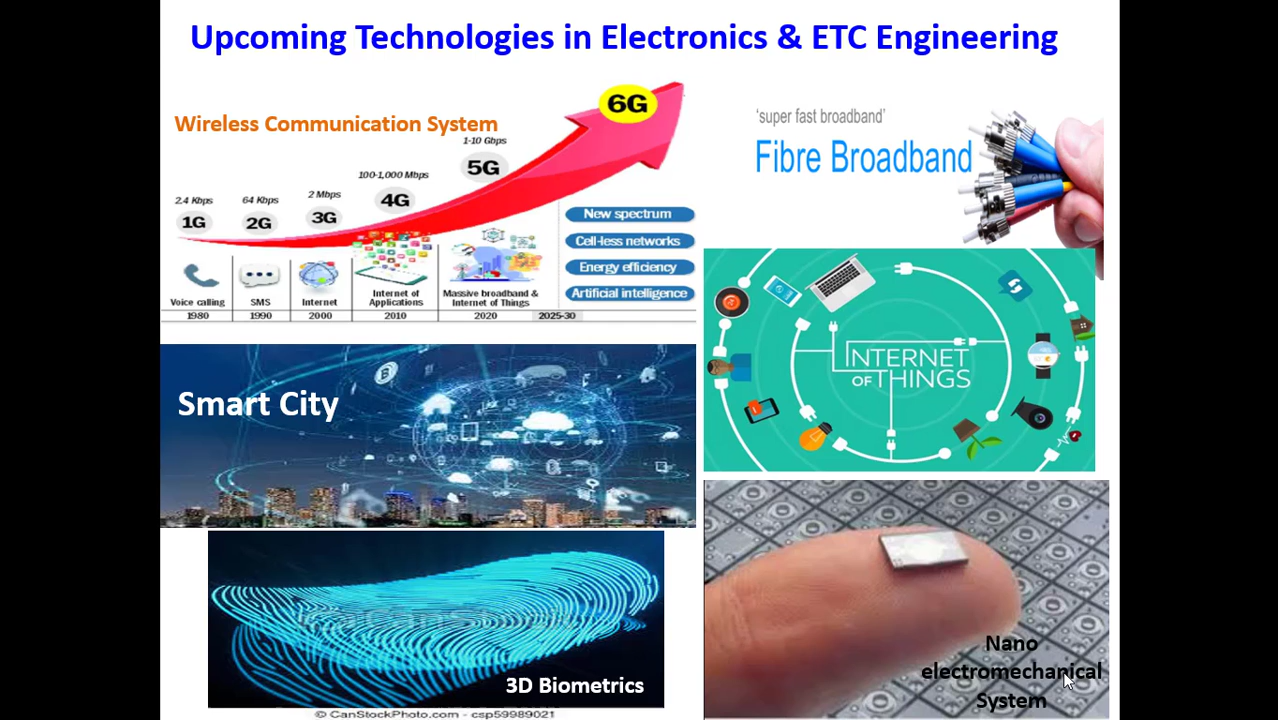 Upcoming Technologies in Electronics & ETC Engineering
Wireless Communication System
6G
1-10 Gbps
5G
100-1,000 Mbps
4G
2 Mbps
3G
64 Kbps
2G
2.4 Kbps
1G
New spectrum
Cell-less networks
Energy efficiency
Artificial intelligence
Voice calling
SMS
Internet
Internet of
Applications
Massive broadband &
Internet of Things
1980
1990
2000
2010
2020
2025-30
'super fast broadband'
Fibre Broadband
INTERNET
OF THINGS
Smart City
3D Biometrics
© CanStockPhoto.com - csp59989021
Nano
electromechanical
System